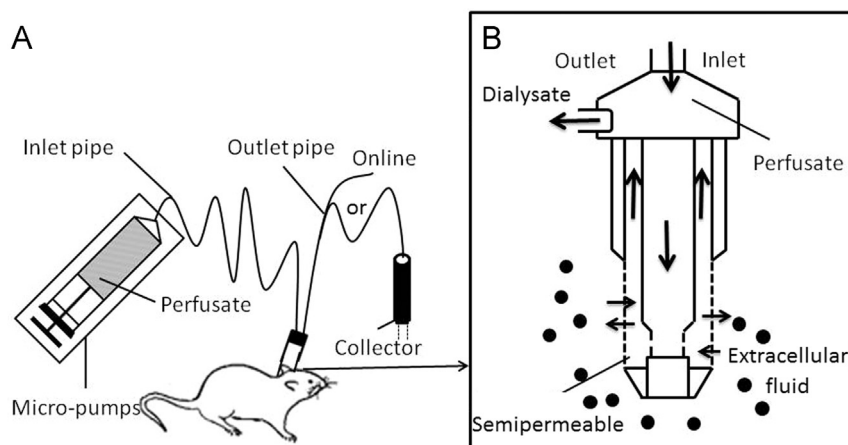 A
Inlet pipe
Outlet pipe
Online
or
Perfusate
Collector
Micro-pumps
B
Outlet
Inlet
Dialysate
Perfusate
Extracellular
fluid
Semipermeable